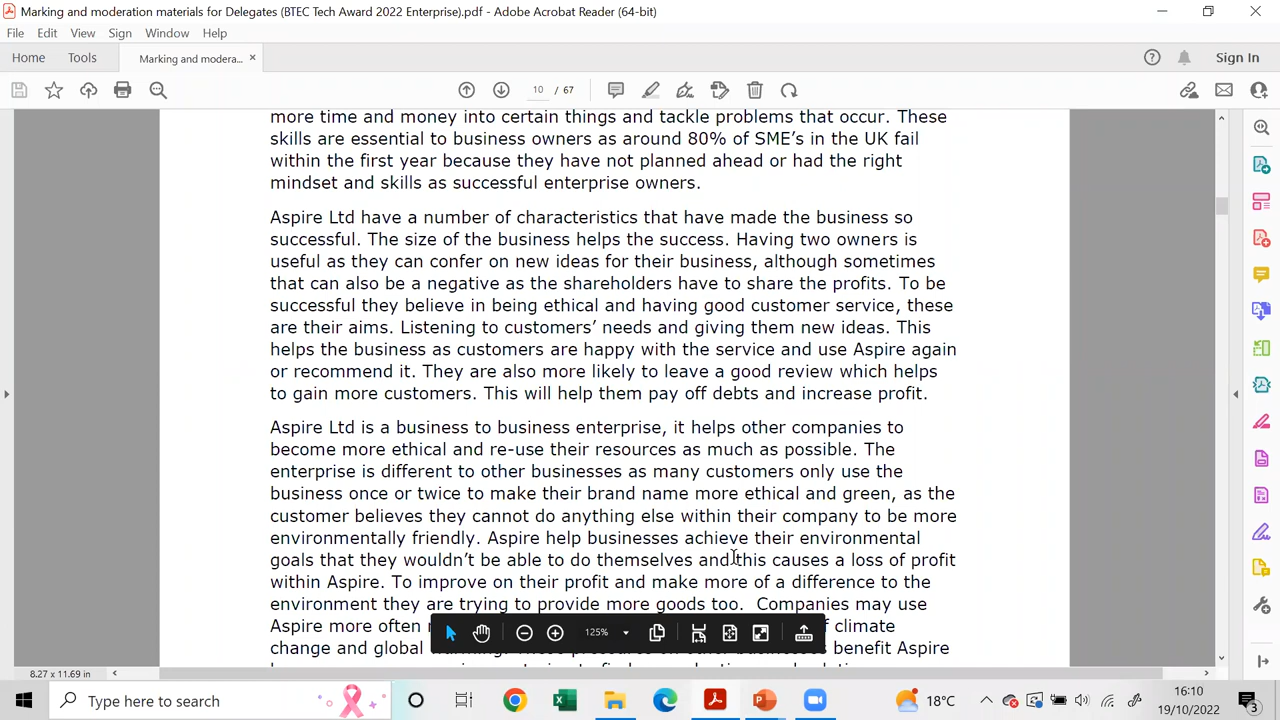 Marking and moderation materials for Delegates (BTEC Tech Award 2022 Enterprise).pdf - Adobe Acrobat Reader (64-bit)
File Edit View Sign Window Help
Home Tools Marking and modera... × Sign In
10 / 67
more time and money into certain things and tackle problems that occur. These
skills are essential to business owners as around 80% of SME's in the UK fail
within the first year because they have not planned ahead or had the right
mindset and skills as successful enterprise owners.
Aspire Ltd have a number of characteristics that have made the business so
successful. The size of the business helps the success. Having two owners is
useful as they can confer on new ideas for their business, although sometimes
that can also be a negative as the shareholders have to share the profits. To be
successful they believe in being ethical and having good customer service, these
are their aims. Listening to customers' needs and giving them new ideas. This
helps the business as customers are happy with the service and use Aspire again
or recommend it. They are also more likely to leave a good review which helps
to gain more customers. This will help them pay off debts and increase profit.
Aspire Ltd is a business to business enterprise, it helps other companies to
become more ethical and re-use their resources as much as possible. The
enterprise is different to other businesses as many customers only use the
business once or twice to make their brand name more ethical and green, as the
customer believes they cannot do anything else within their company to be more
environmentally friendly. Aspire help businesses achieve their environmental
goals that they wouldn't be able to do themselves and this causes a loss of profit
within Aspire. To improve on their profit and make more of a difference to the
environment they are trying to provide more goods too. Companies may use
Aspire more often of climate
change and global benefit Aspire
125%
8.27 x 11.69 in
Type here to search
18°C
16:10
19/10/2022
3